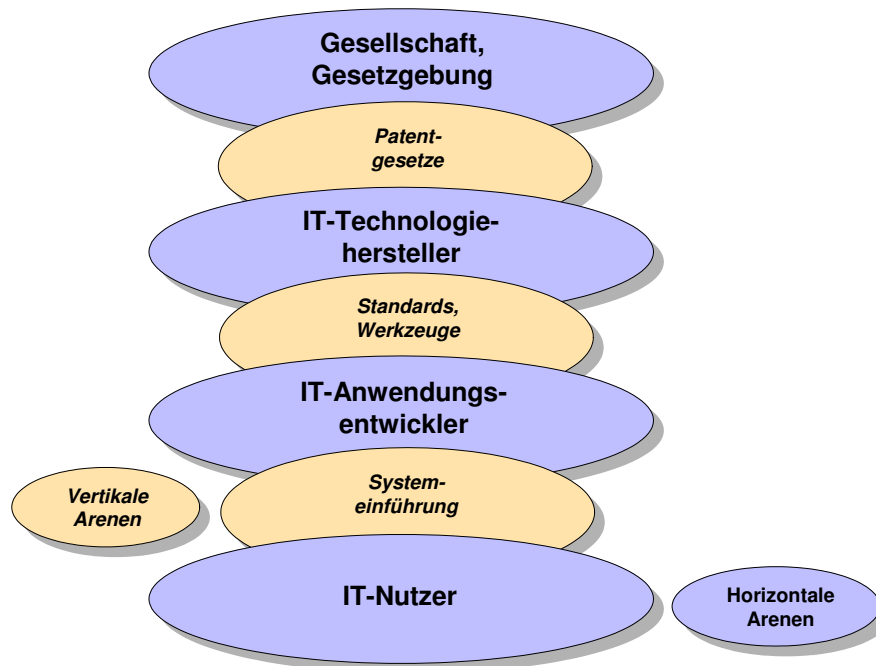 Gesellschaft,
Gesetzgebung
Patent-
gesetze
IT-Technologie-
hersteller
Standards,
Werkzeuge
IT-Anwendungs-
entwickler
System-
einführung
Vertikale
Arenen
IT-Nutzer
Horizontale
Arenen